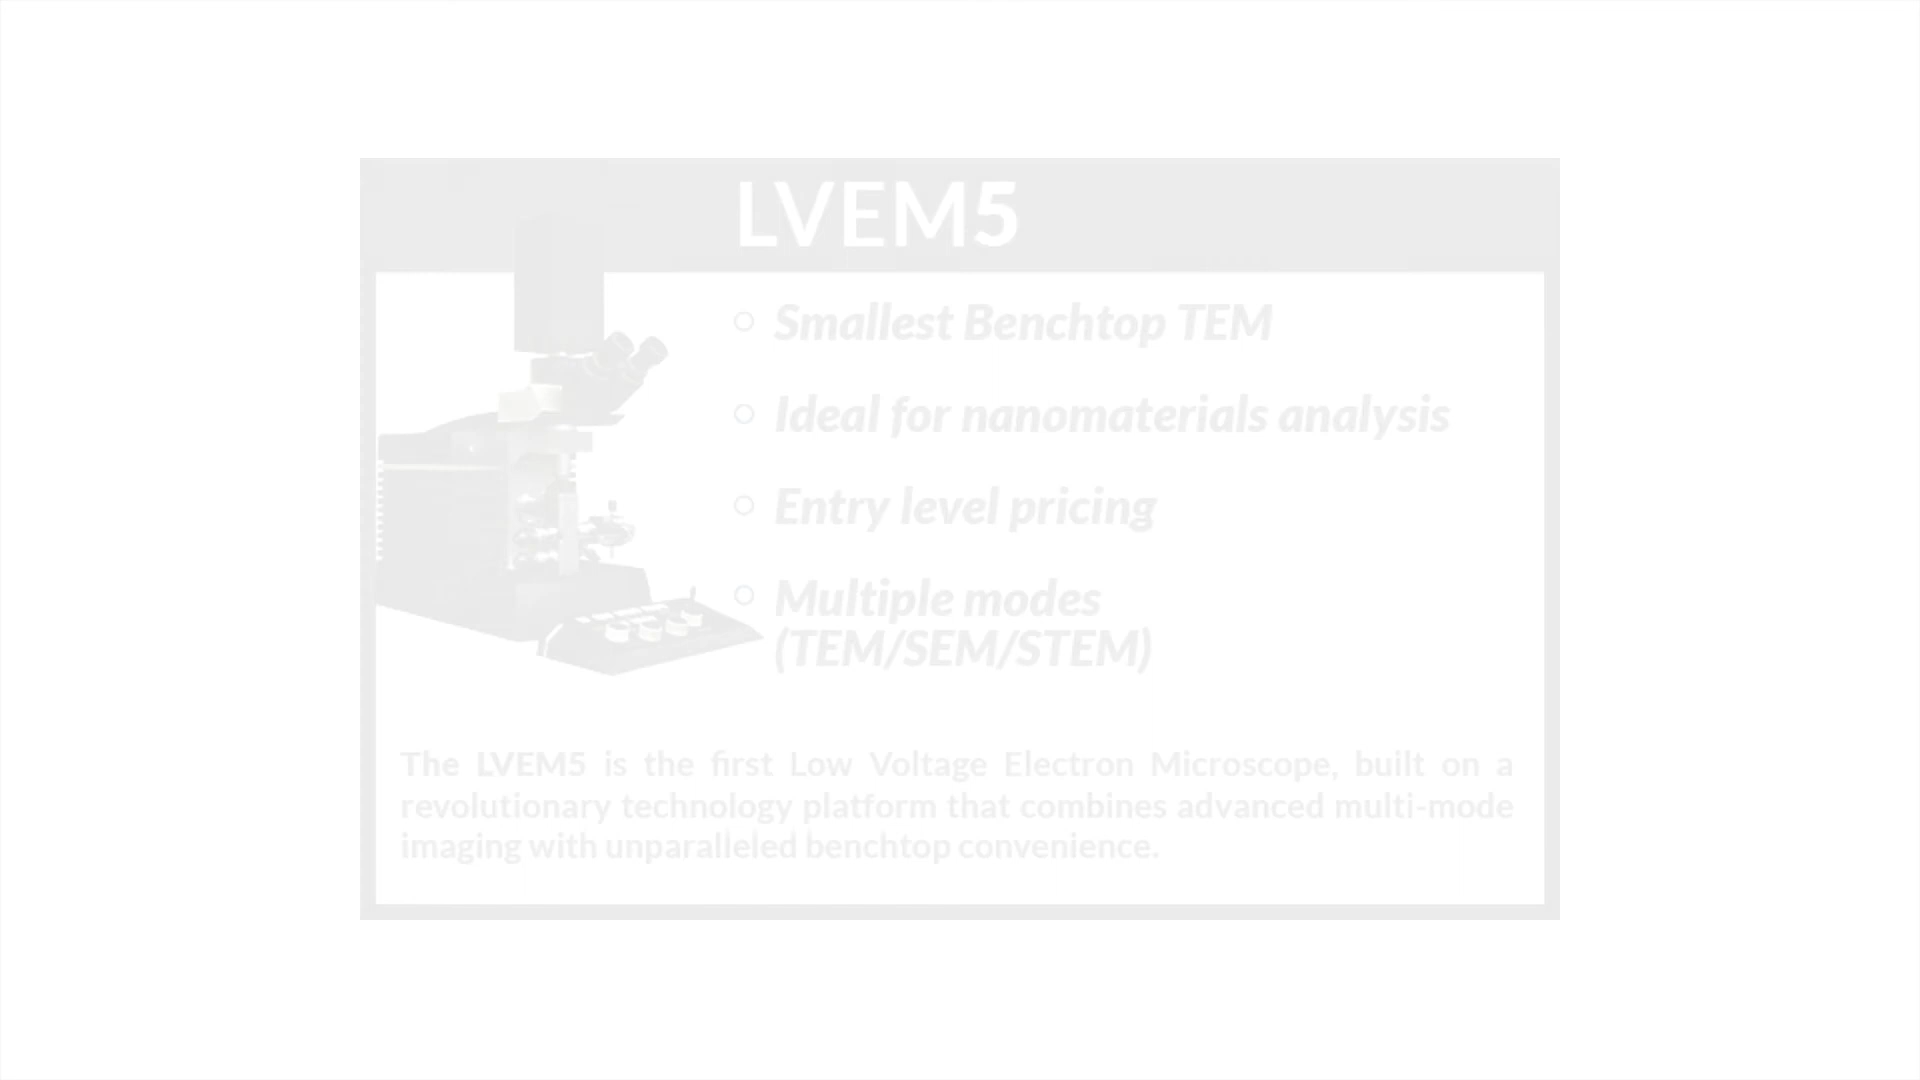 LVEM5
Smallest Benchtop TEM
Ideal for nanomaterials analysis
Entry level pricing
Multiple modes
(TEM/SEM/STEM)
The LVEM5 is the first Low Voltage Electron Microscope, built on a
revolutionary technology platform that combines advanced multi-mode
imaging with unparalleled benchtop convenience.